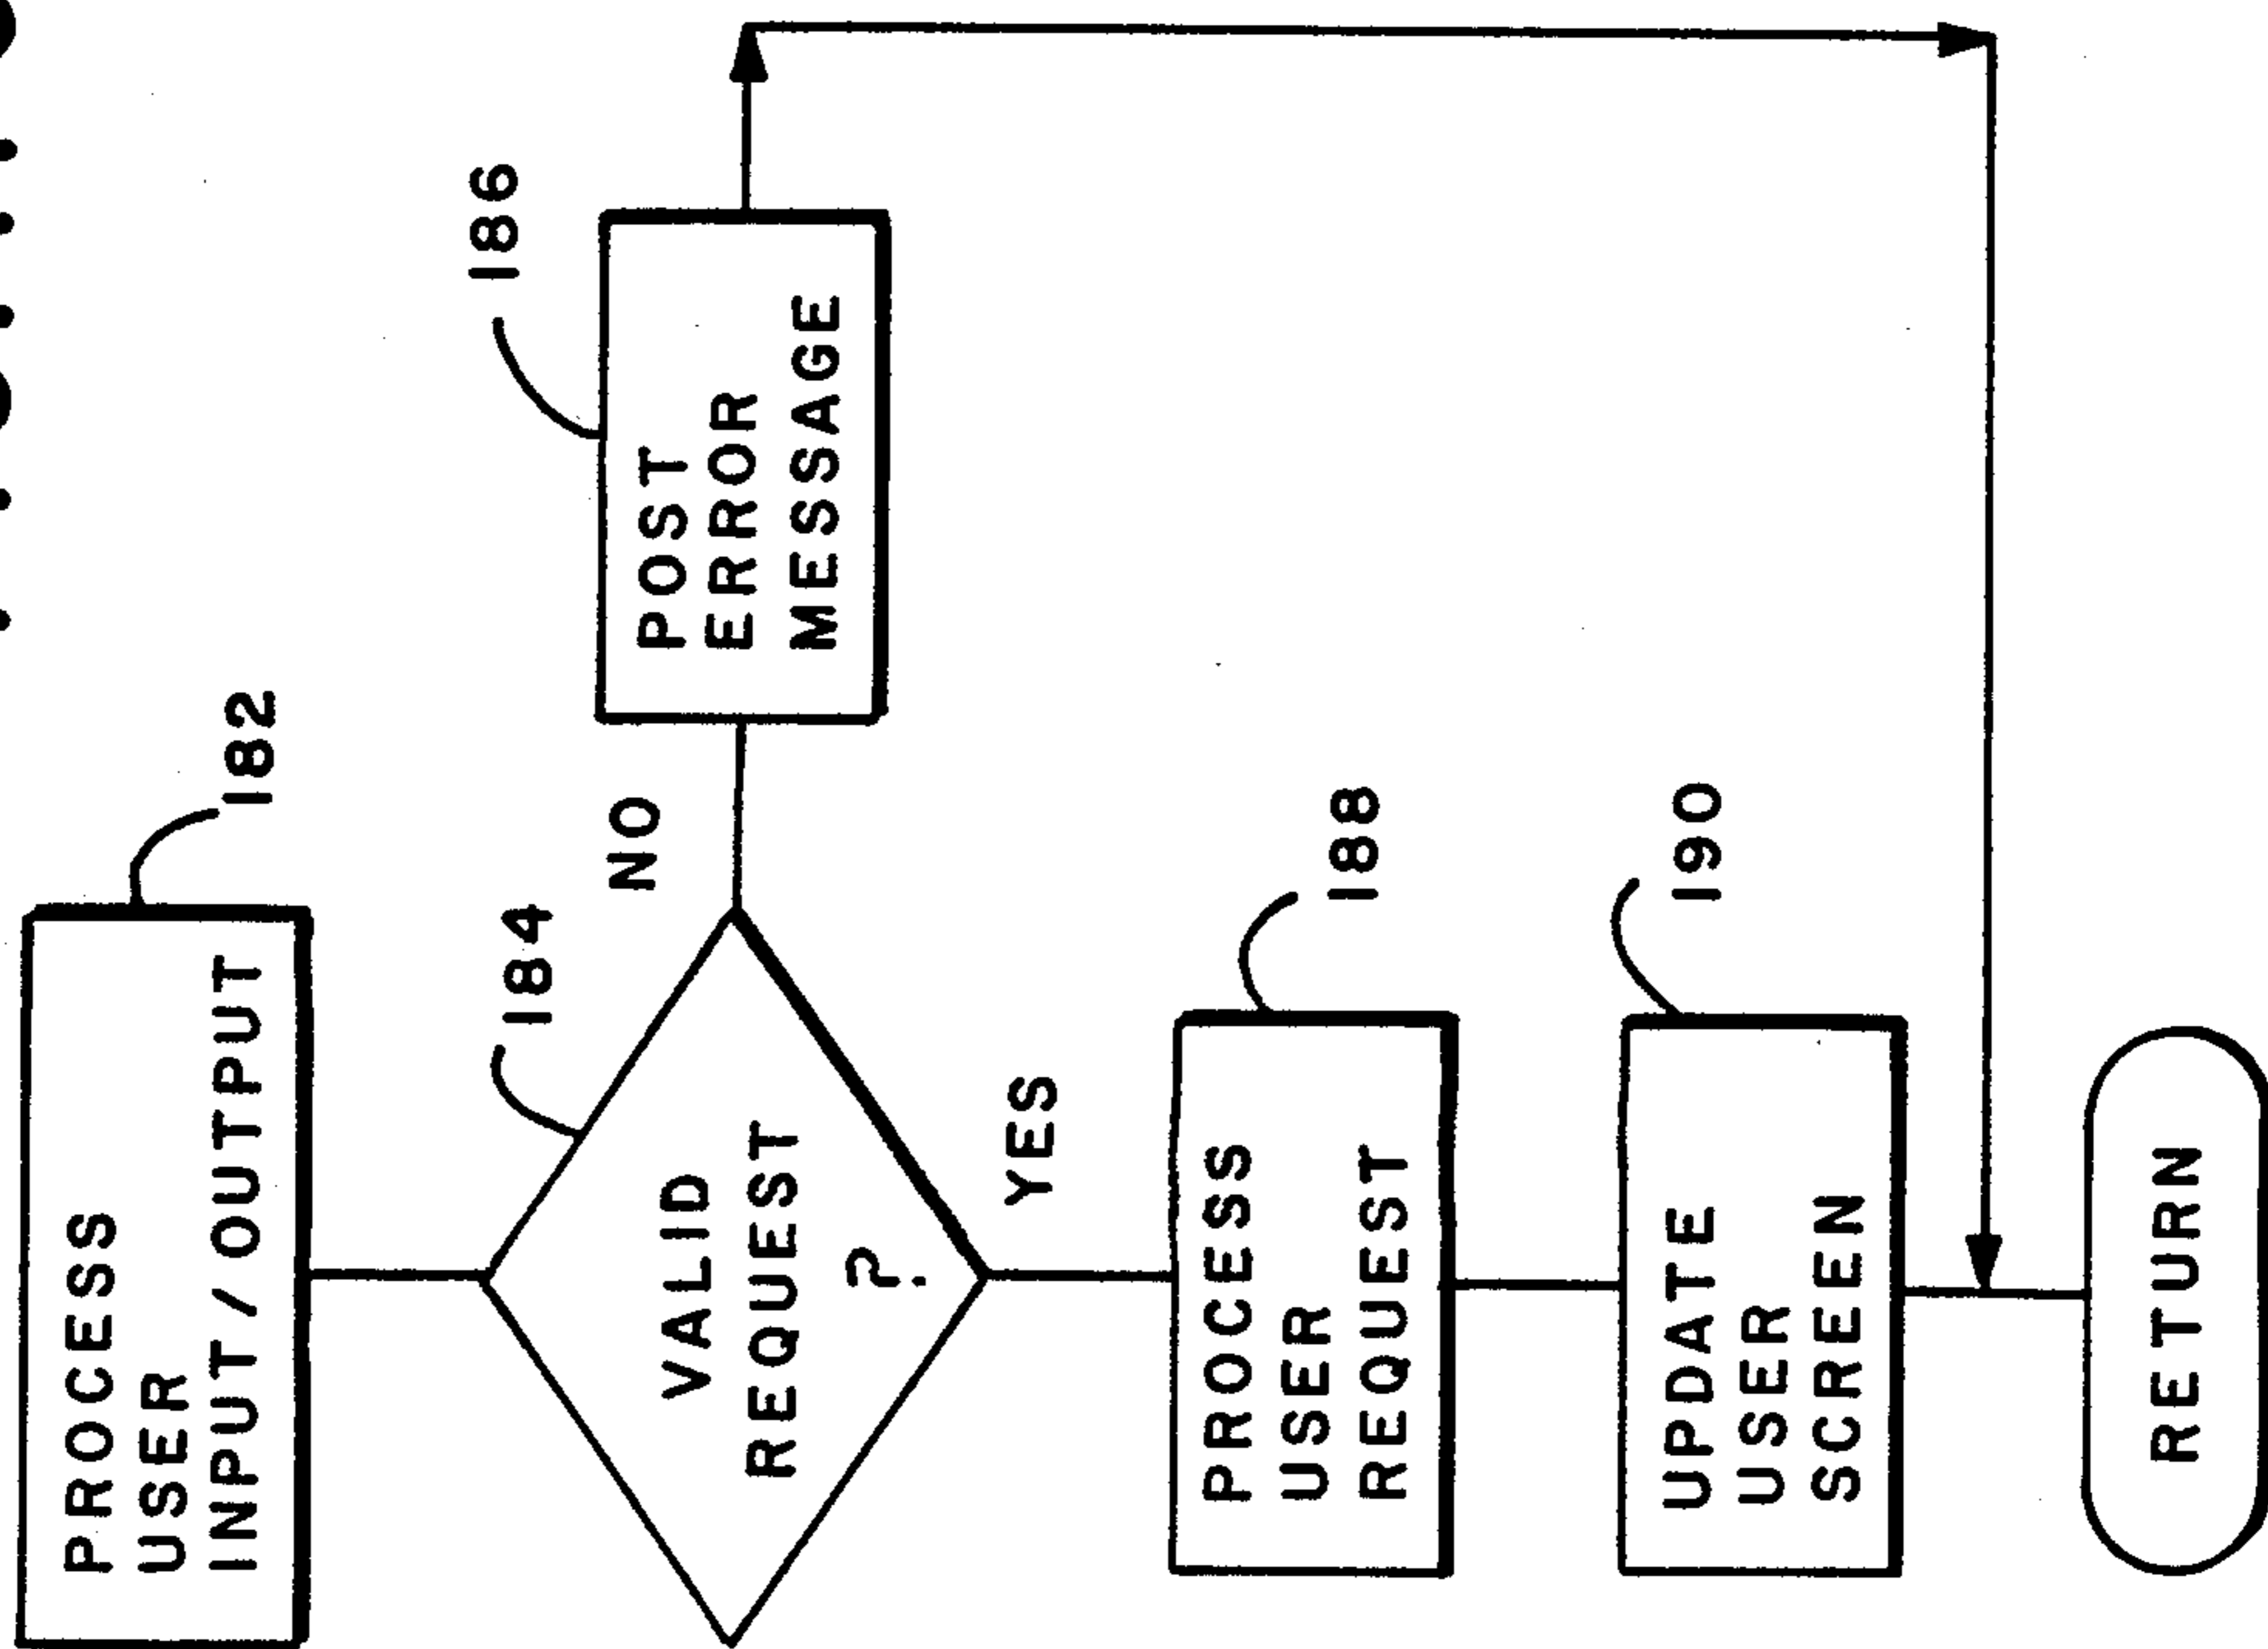 PROCESS
USER
INPUT/OUTPUT
182
184
VALID
REQUEST
?
NO
186
POST
ERROR
MESSAGE
YES
188
PROCESS
USER
REQUEST
190
UPDATE
USER
SCREEN
RETURN